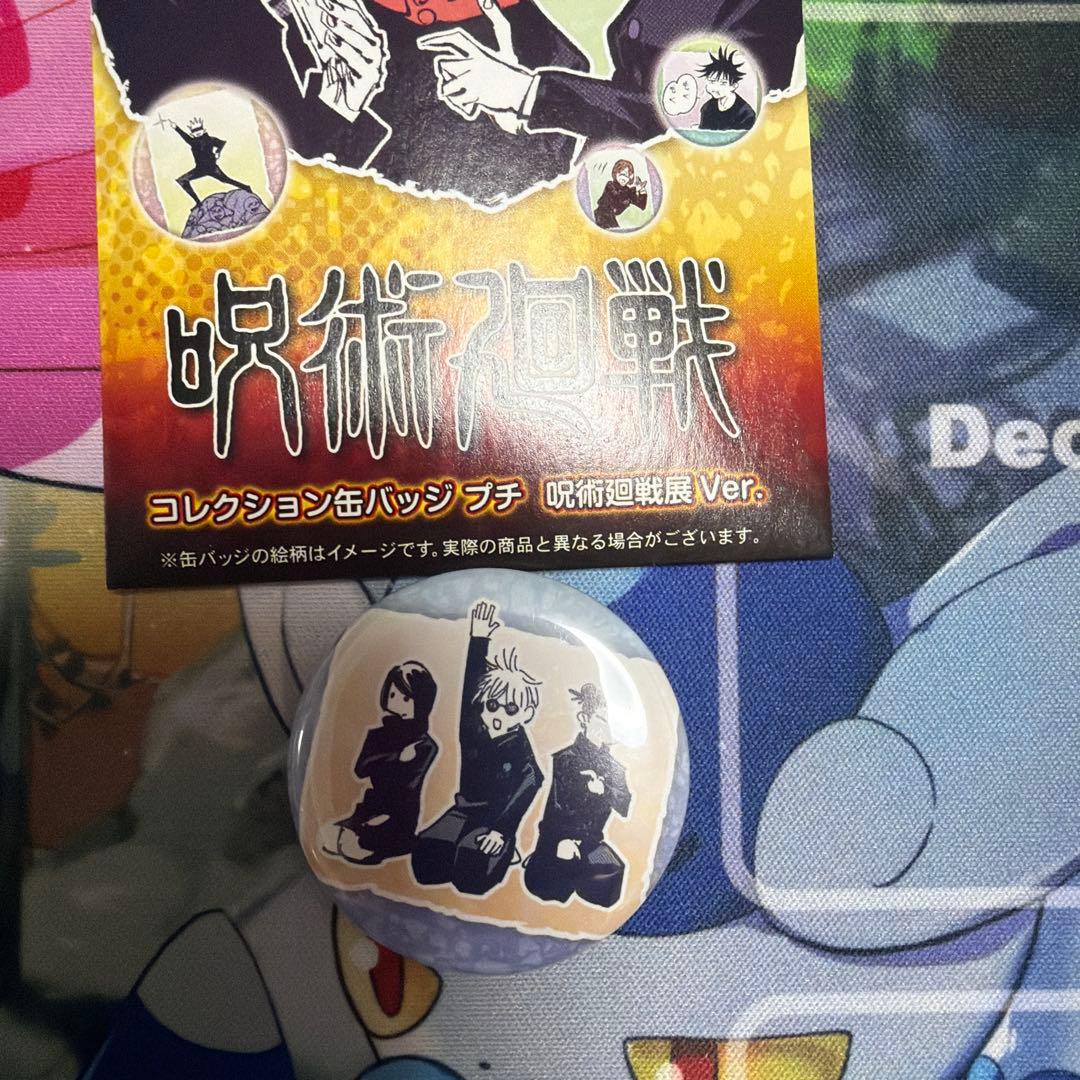 呪術廻戦
コレクション缶バッジ プチ 呪術廻戦展 Ver.
※缶バッジの絵柄はイメージです。実際の商品と異なる場合がございます。